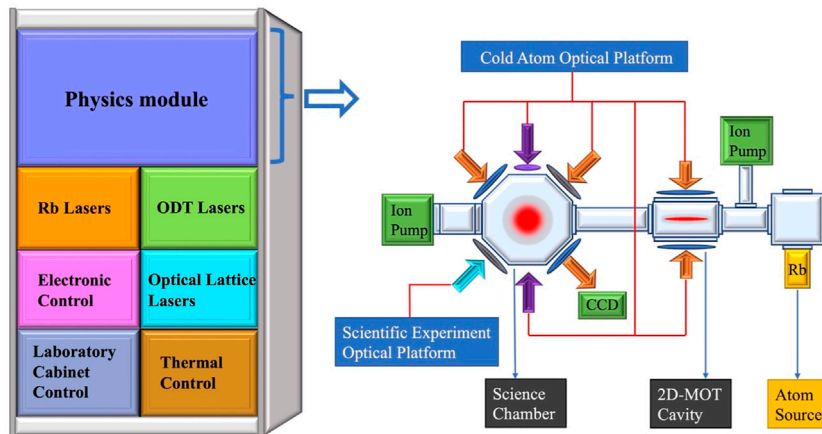 Physics module
Rb Lasers
ODT Lasers
Electronic
Control
Optical Lattice
Lasers
Laboratory
Cabinet
Control
Thermal
Control
Cold Atom Optical Platform
Ion
Pump
Ion
Pump
Rb
CCD
Scientific Experiment
Optical Platform
Science
Chamber
2D-MOT
Cavity
Atom
Source